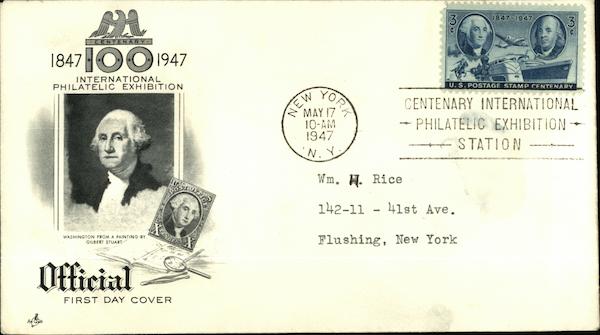 CENTENARY
1847 100 1947
INTERNATIONAL
PHILATELIC EXHIBITION
WASHINGTON FROM A PAINTING BY
GILBERT STUART
Official
FIRST DAY COVER
NEW YORK
MAY 17
10-AM
1947
N.Y.
3¢ 1847-1947 3¢
U.S. POSTAGE STAMP CENTENARY
CENTENARY INTERNATIONAL
PHILATELIC EXHIBITION
STATION
Wm. H. Rice
142-11 - 41st Ave.
Flushing, New York